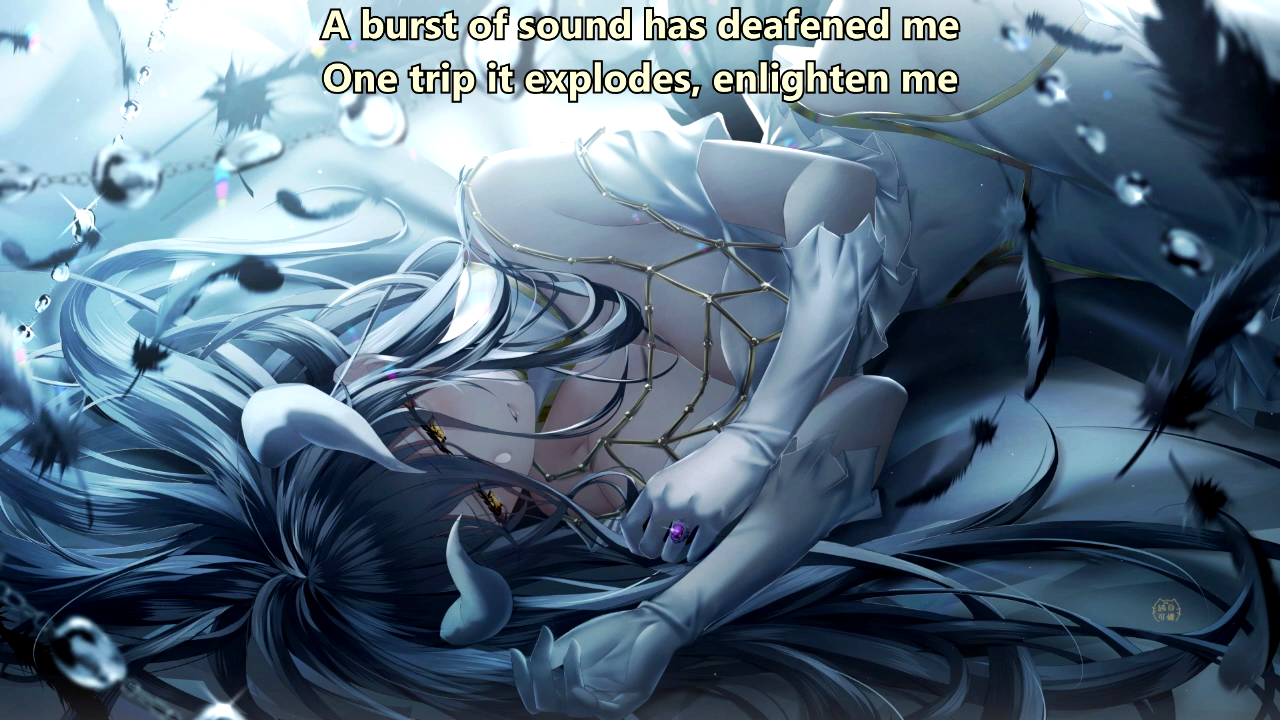 A burst of sound has deafened me
One trip it explodes, enlighten me